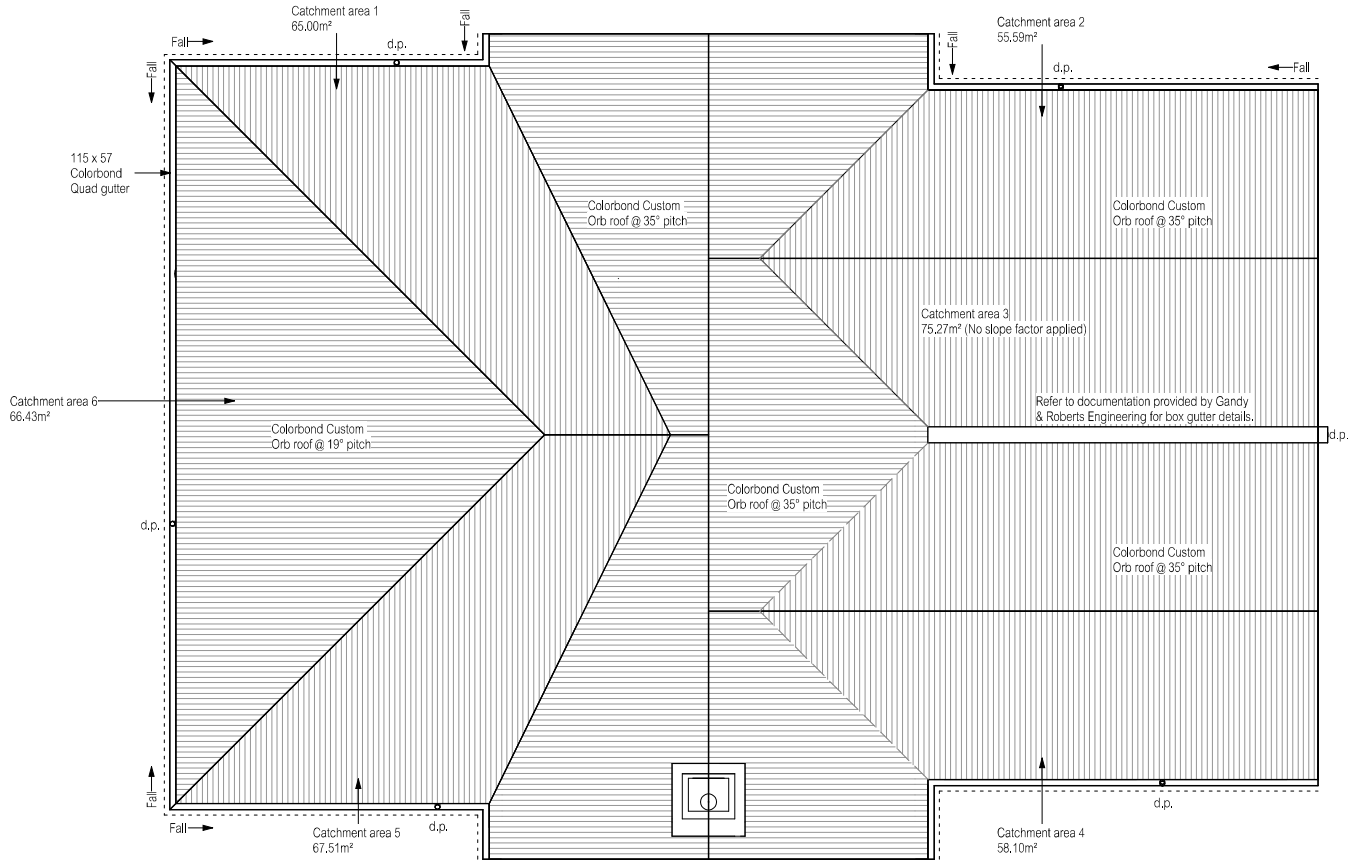 Catchment area 1
65.00m²
Fall
Fall
d.p.
Fall
Catchment area 2
55.59m²
Fall
d.p.
Fall
115 x 57
Colorbond
Quad gutter
Colorbond Custom
Orb roof @ 35° pitch
Colorbond Custom
Orb roof @ 35° pitch
Catchment area 3
75.27m² (No slope factor applied)
Catchment area 6
66.43m²
Colorbond Custom
Orb roof @ 19° pitch
Refer to documentation provided by Gandy
& Roberts Engineering for box gutter details.
d.p.
Colorbond Custom
Orb roof @ 35° pitch
d.p.
Colorbond Custom
Orb roof @ 35° pitch
Fall
Fall
Catchment area 5
67.51m²
d.p.
Catchment area 4
58.10m²
d.p.